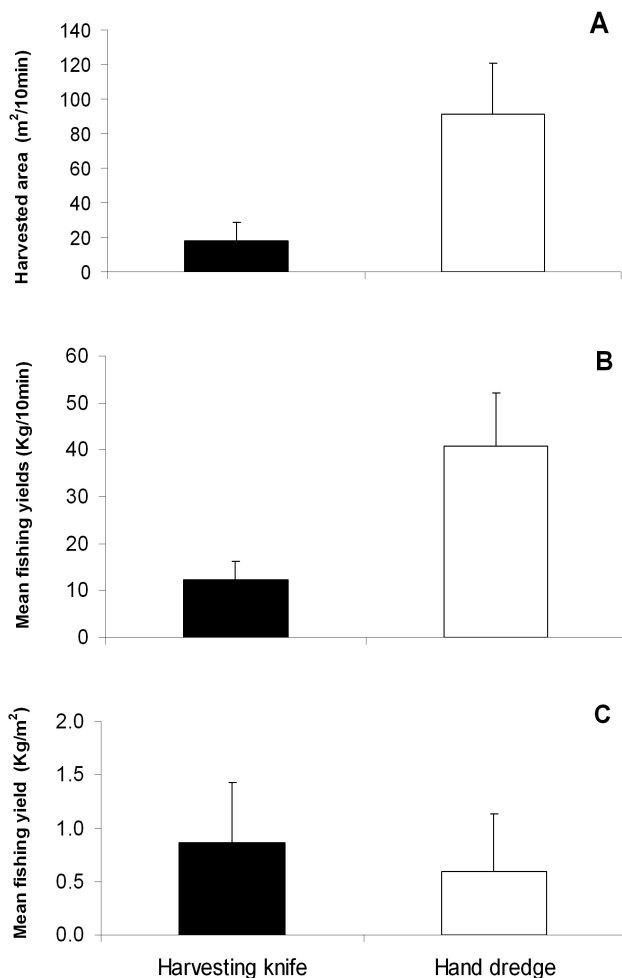 A
Harvested area (m²/10min)
140
120
100
80
60
40
20
0
B
Mean fishing yields (Kg/10min)
60
50
40
30
20
10
0
C
Mean fishing yield (Kg/m²)
2.0
1.5
1.0
0.5
0.0
Harvesting knife
Hand dredge